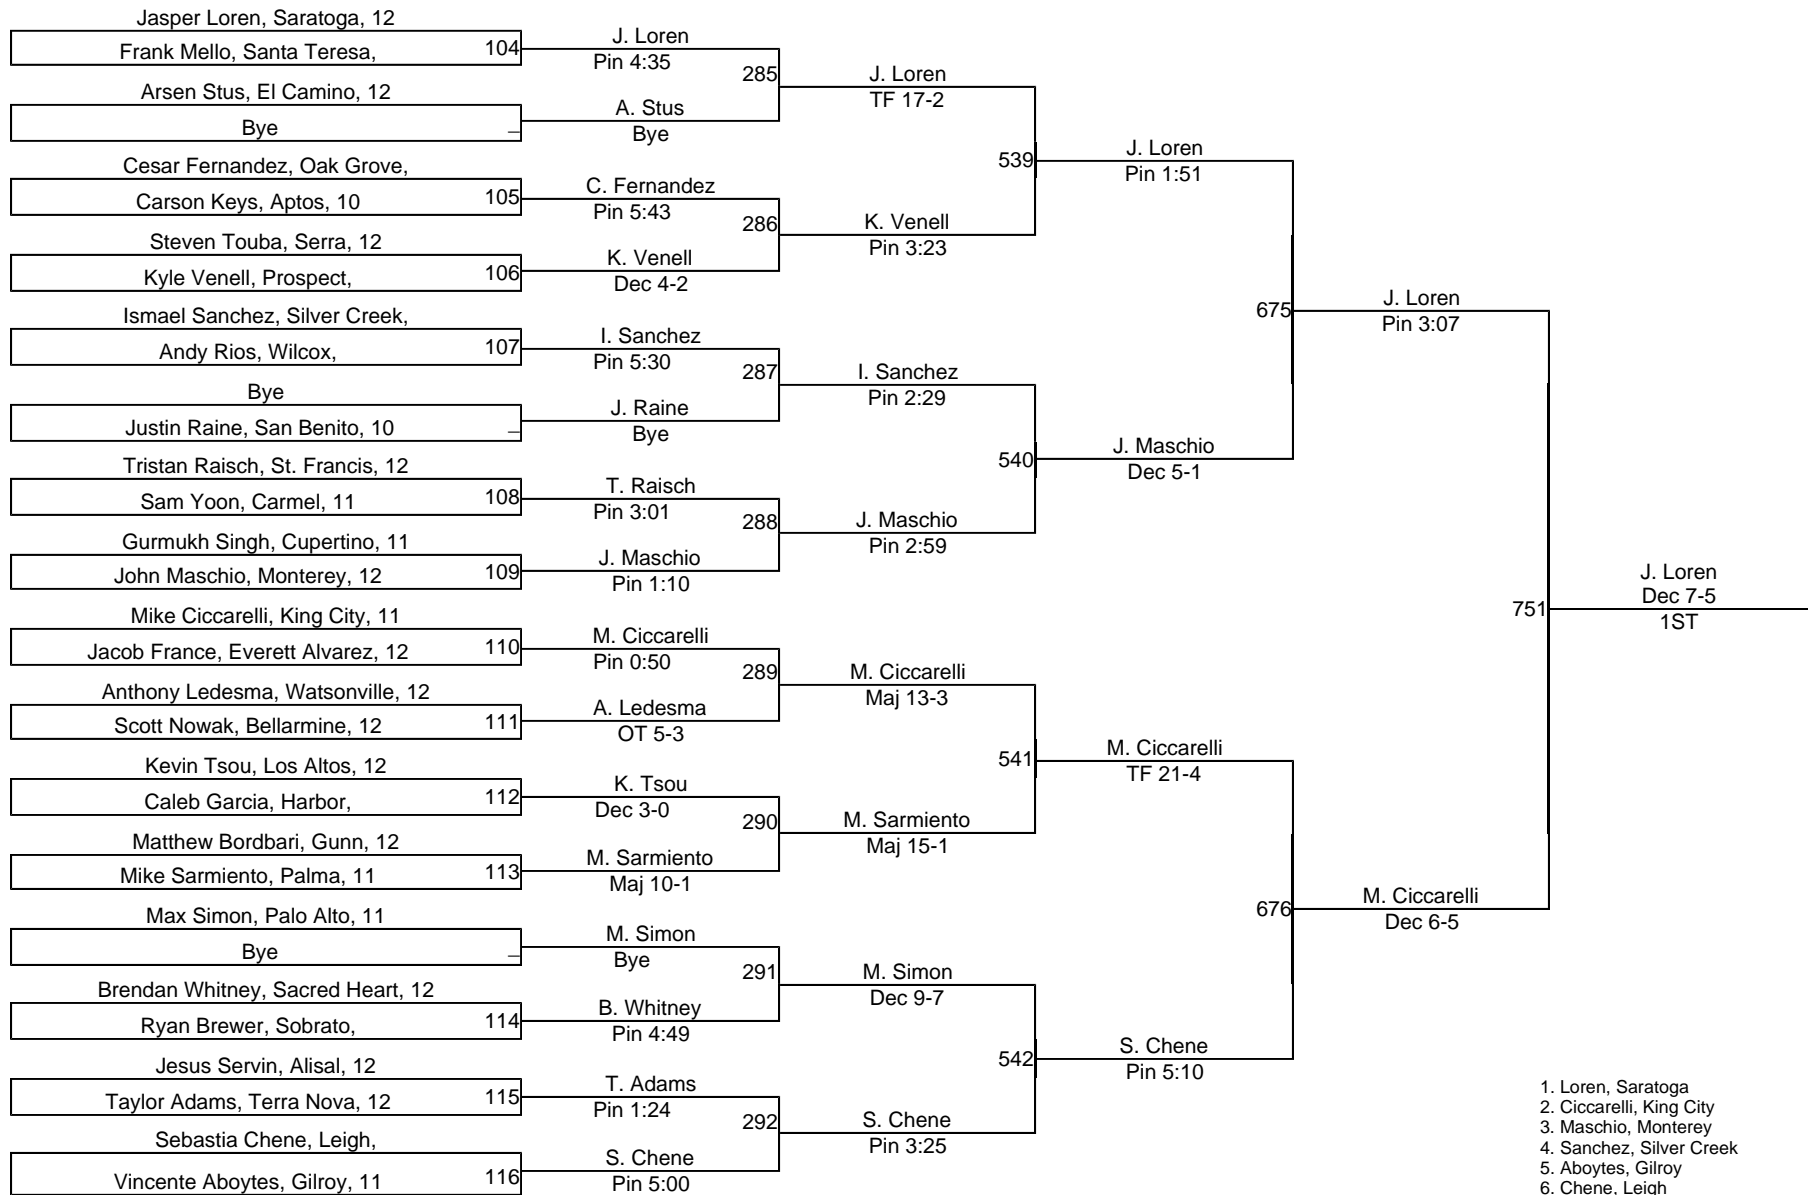 Jasper Loren, Saratoga, 12
Frank Mello, Santa Teresa,
104
Arsen Stus, El Camino, 12
Bye
_
Cesar Fernandez, Oak Grove,
Carson Keys, Aptos, 10
105
Steven Touba, Serra, 12
Kyle Venell, Prospect,
106
Ismael Sanchez, Silver Creek,
Andy Rios, Wilcox,
107
Bye
Justin Raine, San Benito, 10
_
Tristan Raisch, St. Francis, 12
Sam Yoon, Carmel, 11
108
Gurmukh Singh, Cupertino, 11
John Maschio, Monterey, 12
109
Mike Ciccarelli, King City, 11
Jacob France, Everett Alvarez, 12
110
Anthony Ledesma, Watsonville, 12
Scott Nowak, Bellarmine, 12
111
Kevin Tsou, Los Altos, 12
Caleb Garcia, Harbor,
112
Matthew Bordbari, Gunn, 12
Mike Sarmiento, Palma, 11
113
Max Simon, Palo Alto, 11
Bye
_
Brendan Whitney, Sacred Heart, 12
Ryan Brewer, Sobrato,
114
Jesus Servin, Alisal, 12
Taylor Adams, Terra Nova, 12
115
Sebastia Chene, Leigh,
Vincente Aboytes, Gilroy, 11
116
J. Loren
Pin 4:35
285
A. Stus
Bye
C. Fernandez
Pin 5:43
286
K. Venell
Dec 4-2
I. Sanchez
Pin 5:30
287
J. Raine
Bye
T. Raisch
Pin 3:01
288
J. Maschio
Pin 1:10
M. Ciccarelli
Pin 0:50
289
A. Ledesma
OT 5-3
K. Tsou
Dec 3-0
290
M. Sarmiento
Maj 10-1
M. Simon
Bye
291
B. Whitney
Pin 4:49
T. Adams
Pin 1:24
292
S. Chene
Pin 5:00
J. Loren
TF 17-2
539
K. Venell
Pin 3:23
I. Sanchez
Pin 2:29
540
J. Maschio
Pin 2:59
M. Ciccarelli
Maj 13-3
541
M. Sarmiento
Maj 15-1
M. Simon
Dec 9-7
542
S. Chene
Pin 3:25
J. Loren
Pin 1:51
675
J. Maschio
Dec 5-1
M. Ciccarelli
TF 21-4
676
S. Chene
Pin 5:10
J. Loren
Pin 3:07
751
M. Ciccarelli
Dec 6-5
J. Loren
Dec 7-5
1ST
1. Loren, Saratoga
2. Ciccarelli, King City
3. Maschio, Monterey
4. Sanchez, Silver Creek
5. Aboytes, Gilroy
6. Chene, Leigh